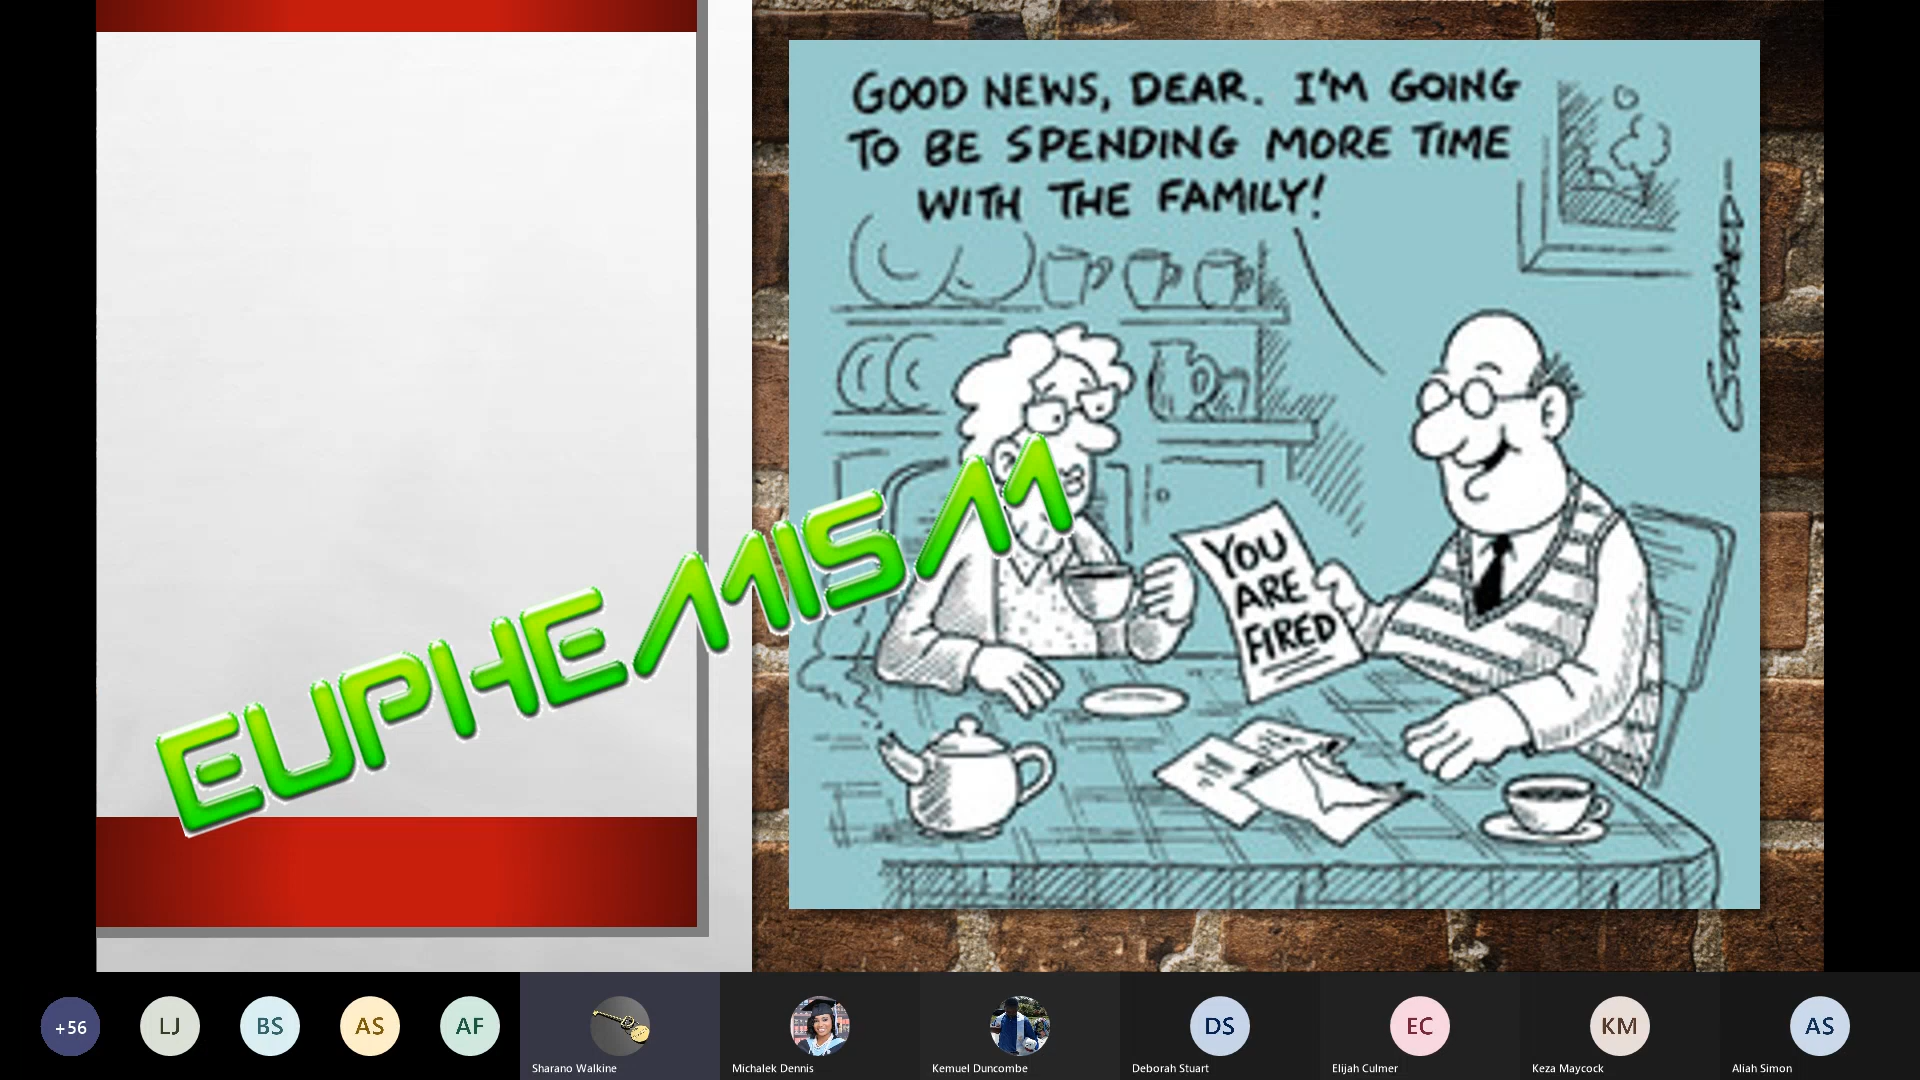 GOOD NEWS, DEAR. I'M GOING
TO BE SPENDING MORE TIME
WITH THE FAMILY!
GODDARD
YOU
ARE
FIRED
EUPHEMISM
+56
LJ
BS
AS
AF
DS
EC
KM
AS
Sharano Walkine
Michalek Dennis
Kemuel Duncombe
Deborah Stuart
Elijah Culmer
Keza Maycock
Aliah Simon